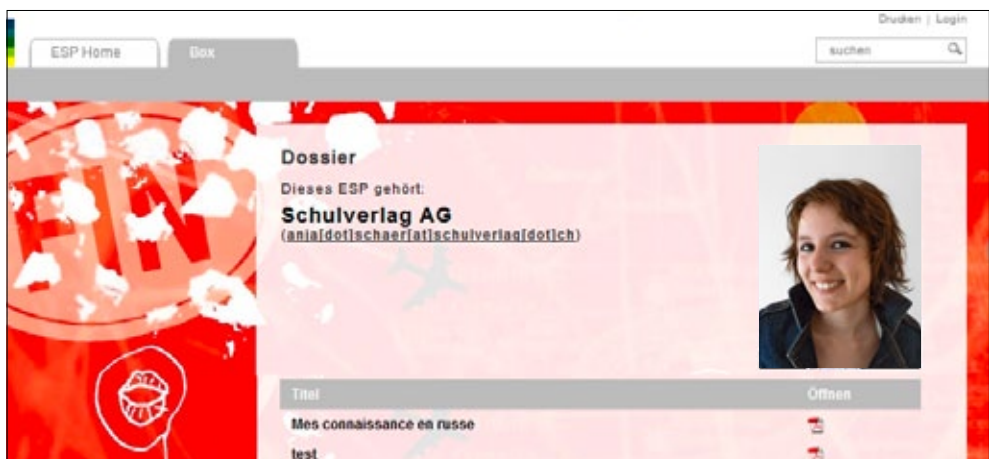 Drucken | Login
ESP Home
Box
suchen
Dossier
Dieses ESP gehört:
Schulverlag AG
(anja[dot]schaer[at]schulverlag[dot]ch)
Titel
Öffnen
Mes connaissance en russe
test